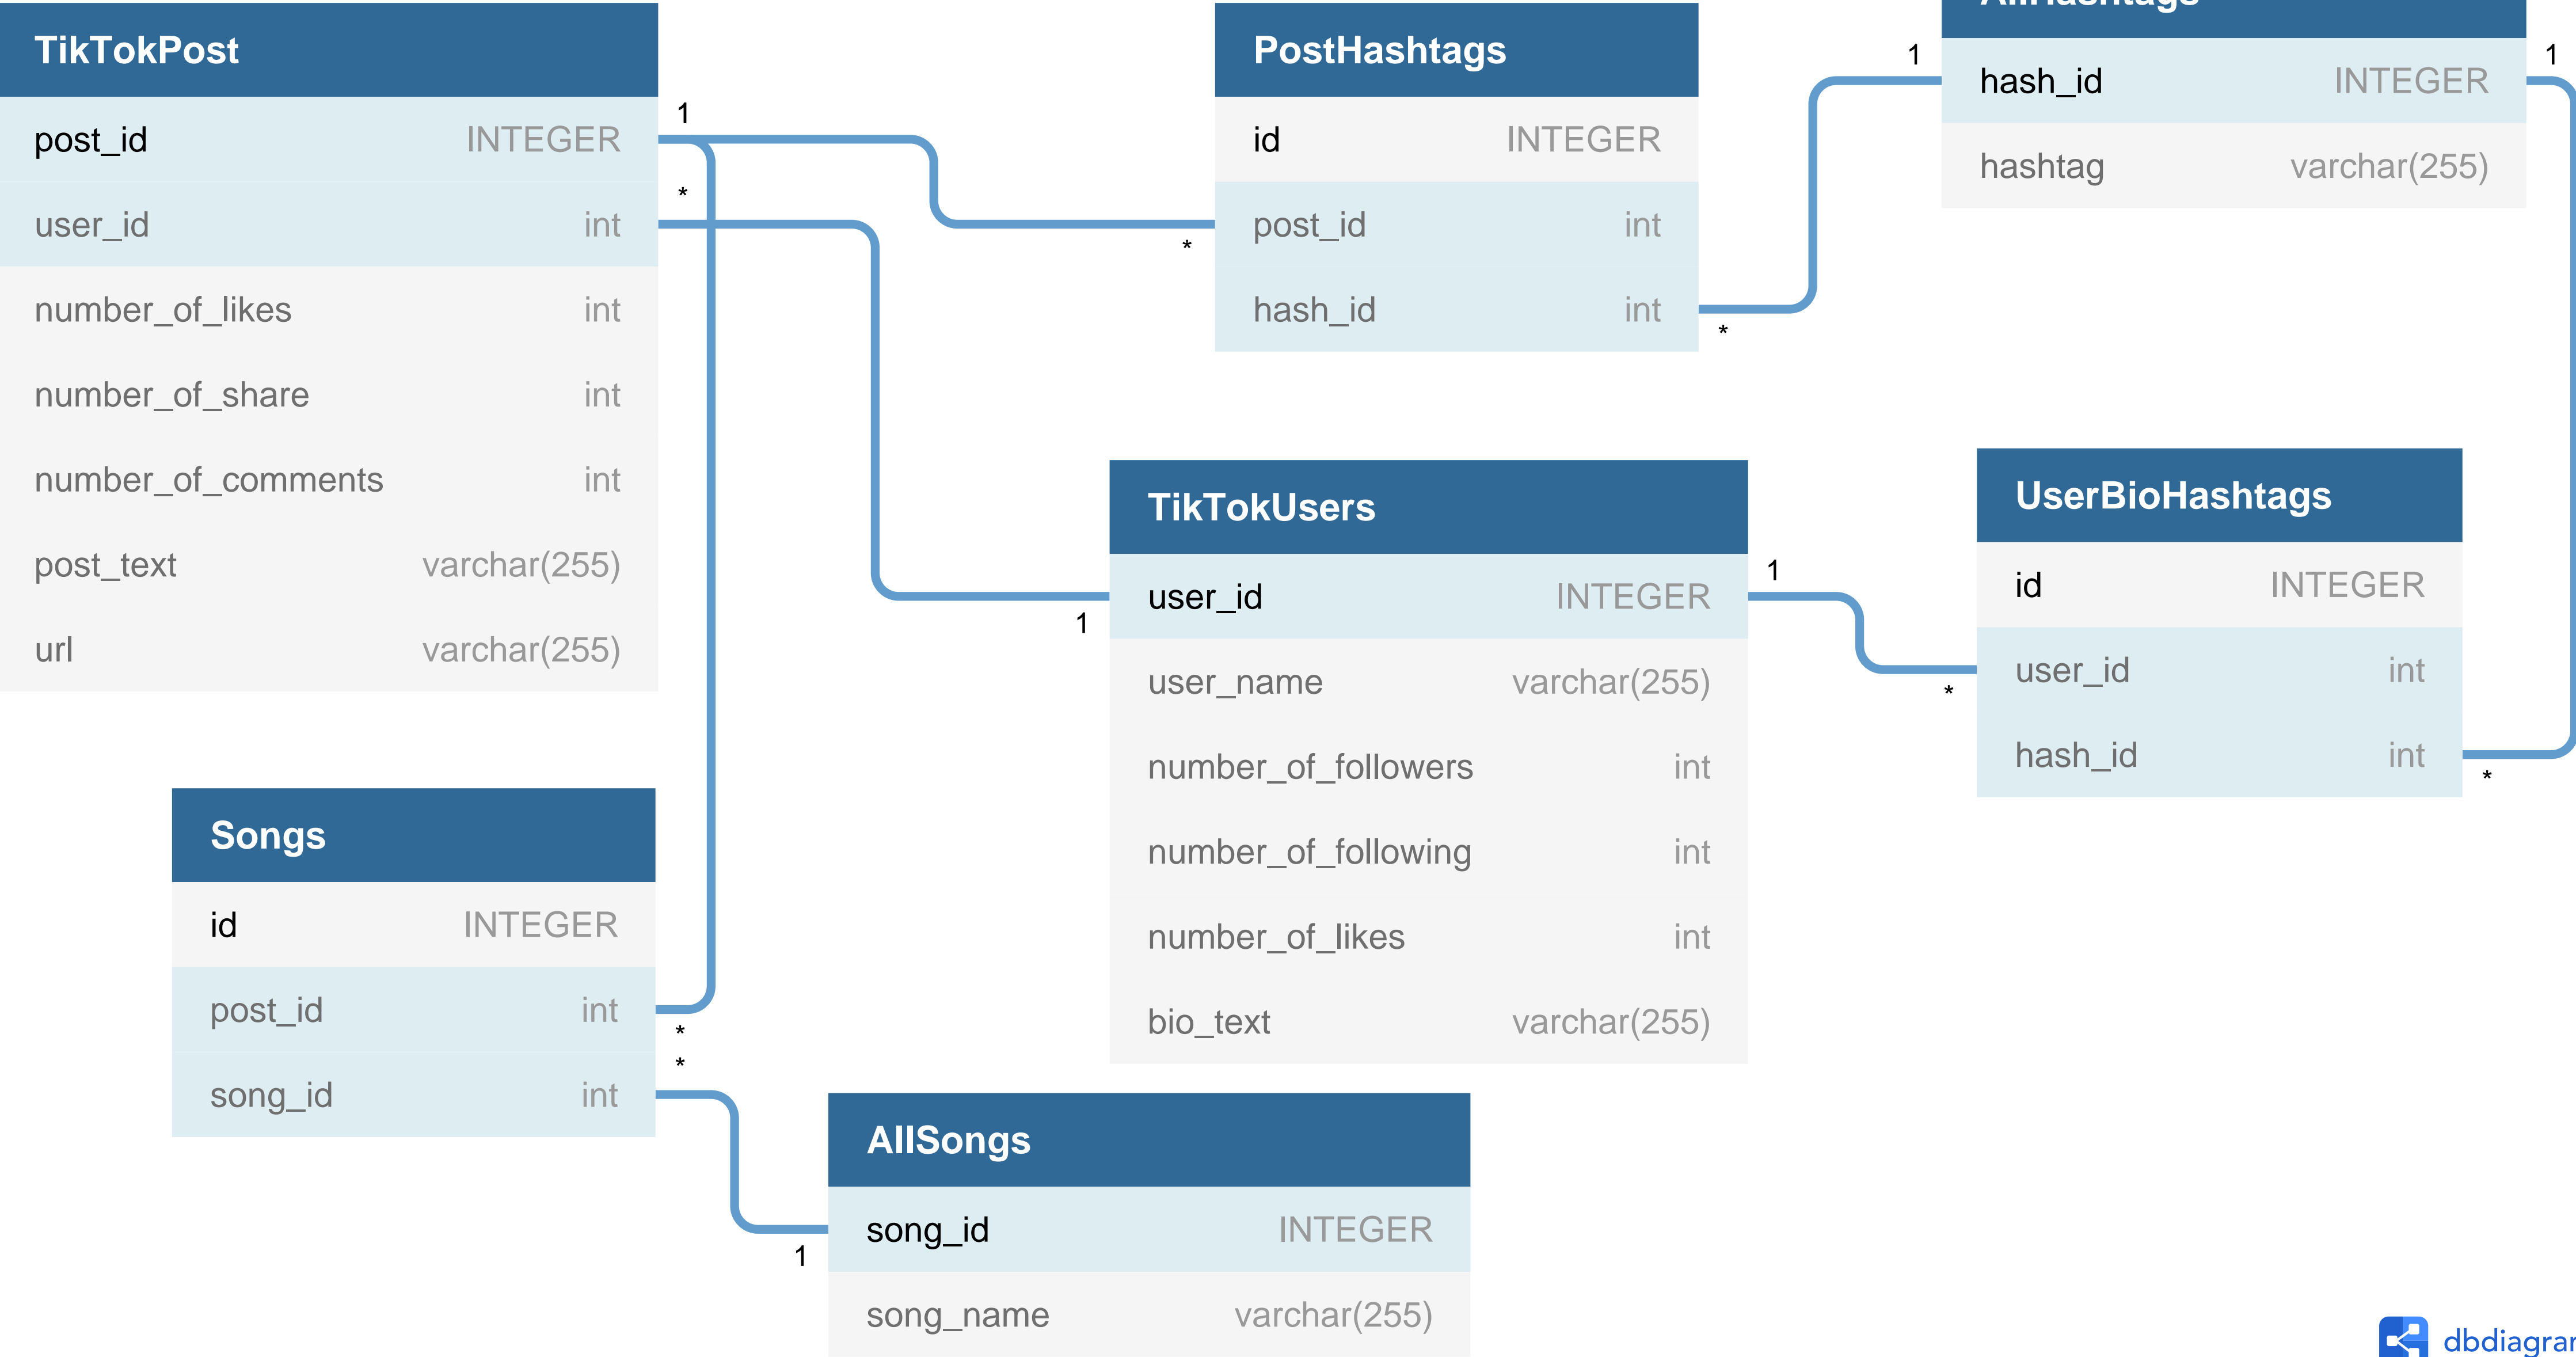 TikTokPost
post_id INTEGER
user_id int
number_of_likes int
number_of_share int
number_of_comments int
post_text varchar(255)
url varchar(255)
1
*
PostHashtags
id INTEGER
post_id int
hash_id int
*
*
AllHashtags
hash_id INTEGER
hashtag varchar(255)
1
1
TikTokUsers
user_id INTEGER
user_name varchar(255)
number_of_followers int
number_of_following int
number_of_likes int
bio_text varchar(255)
1
1
UserBioHashtags
id INTEGER
user_id int
hash_id int
*
*
Songs
id INTEGER
post_id int
song_id int
*
*
AllSongs
song_id INTEGER
song_name varchar(255)
1